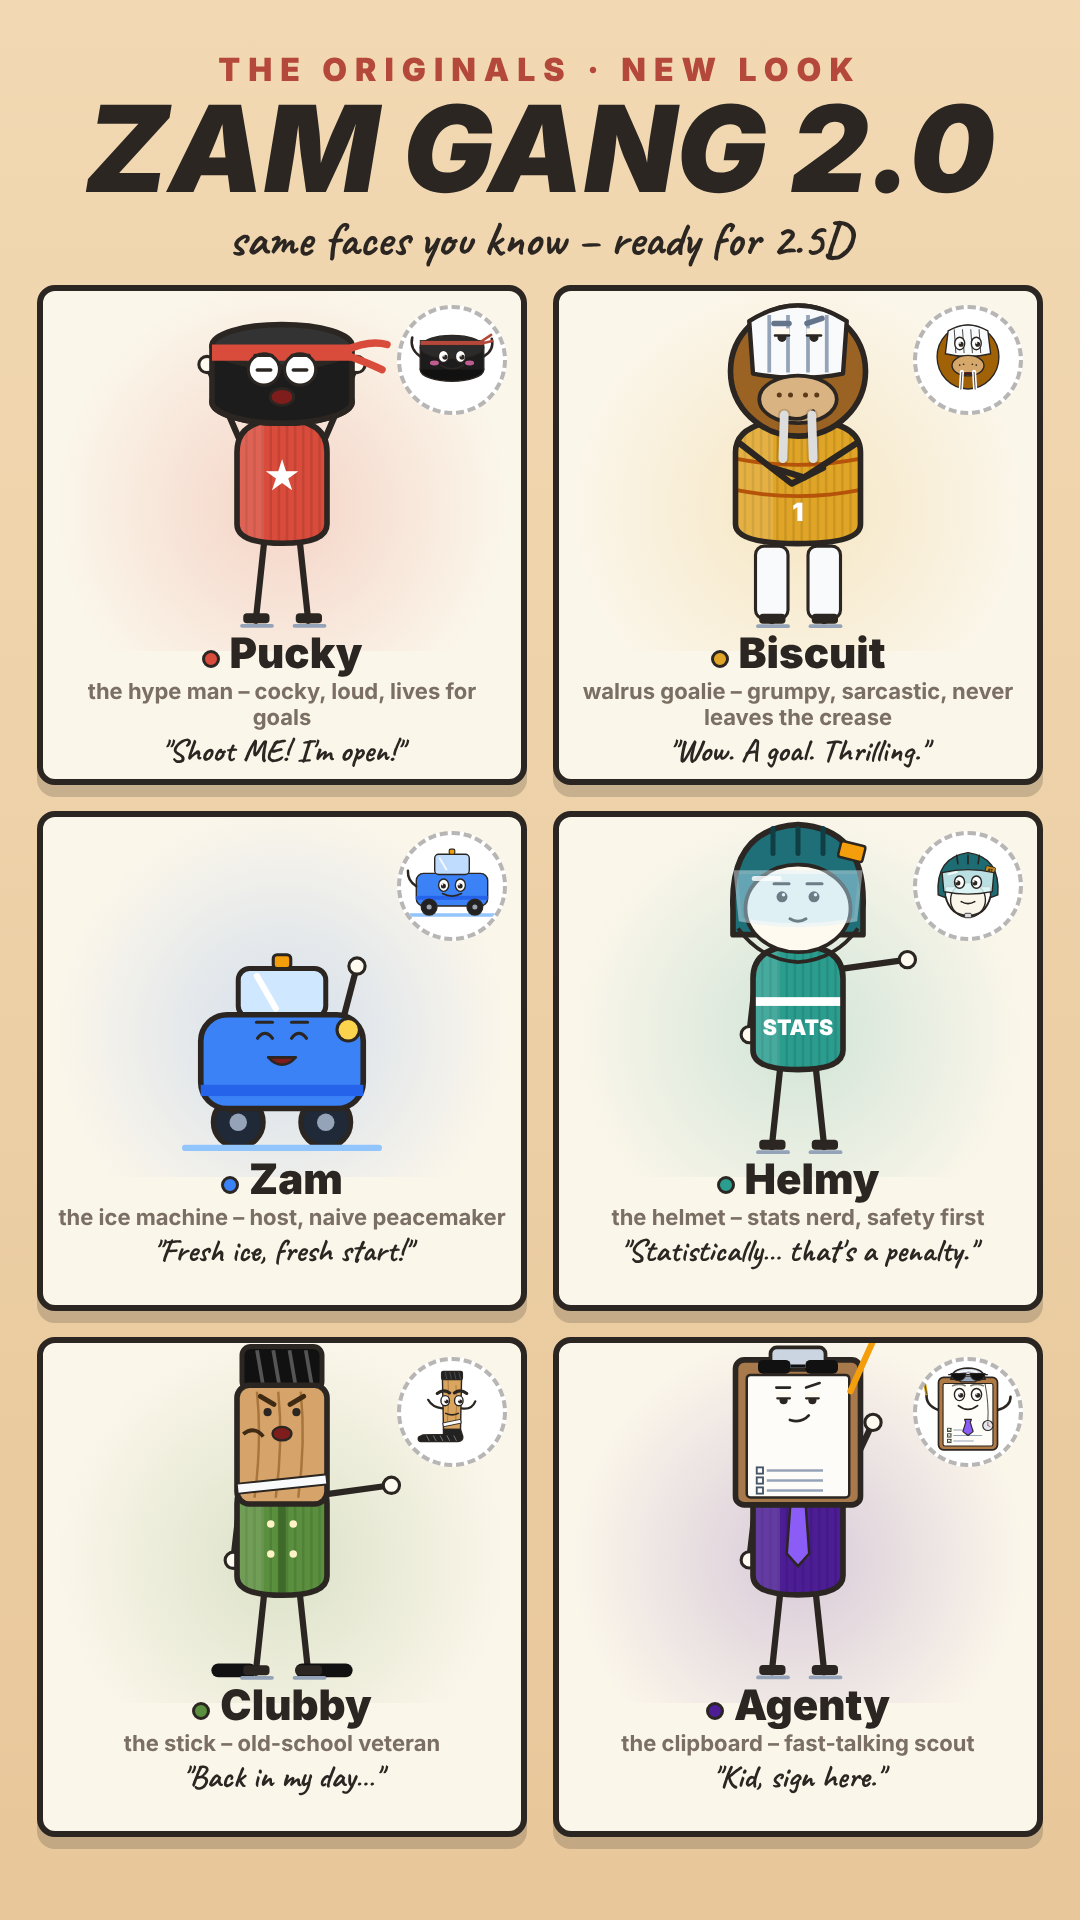 THE ORIGINALS · NEW LOOK
ZAM GANG 2.0
same faces you know – ready for 2.5D
Pucky
the hype man – cocky, loud, lives for
goals
"Shoot ME! I'm open!"
1
Biscuit
walrus goalie – grumpy, sarcastic, never
leaves the crease
"Wow. A goal. Thrilling."
Zam
the ice machine – host, naive peacemaker
"Fresh ice, fresh start!"
STATS
Helmy
the helmet – stats nerd, safety first
"Statistically... that's a penalty."
Clubby
the stick – old-school veteran
"Back in my day..."
Agenty
the clipboard – fast-talking scout
"Kid, sign here."